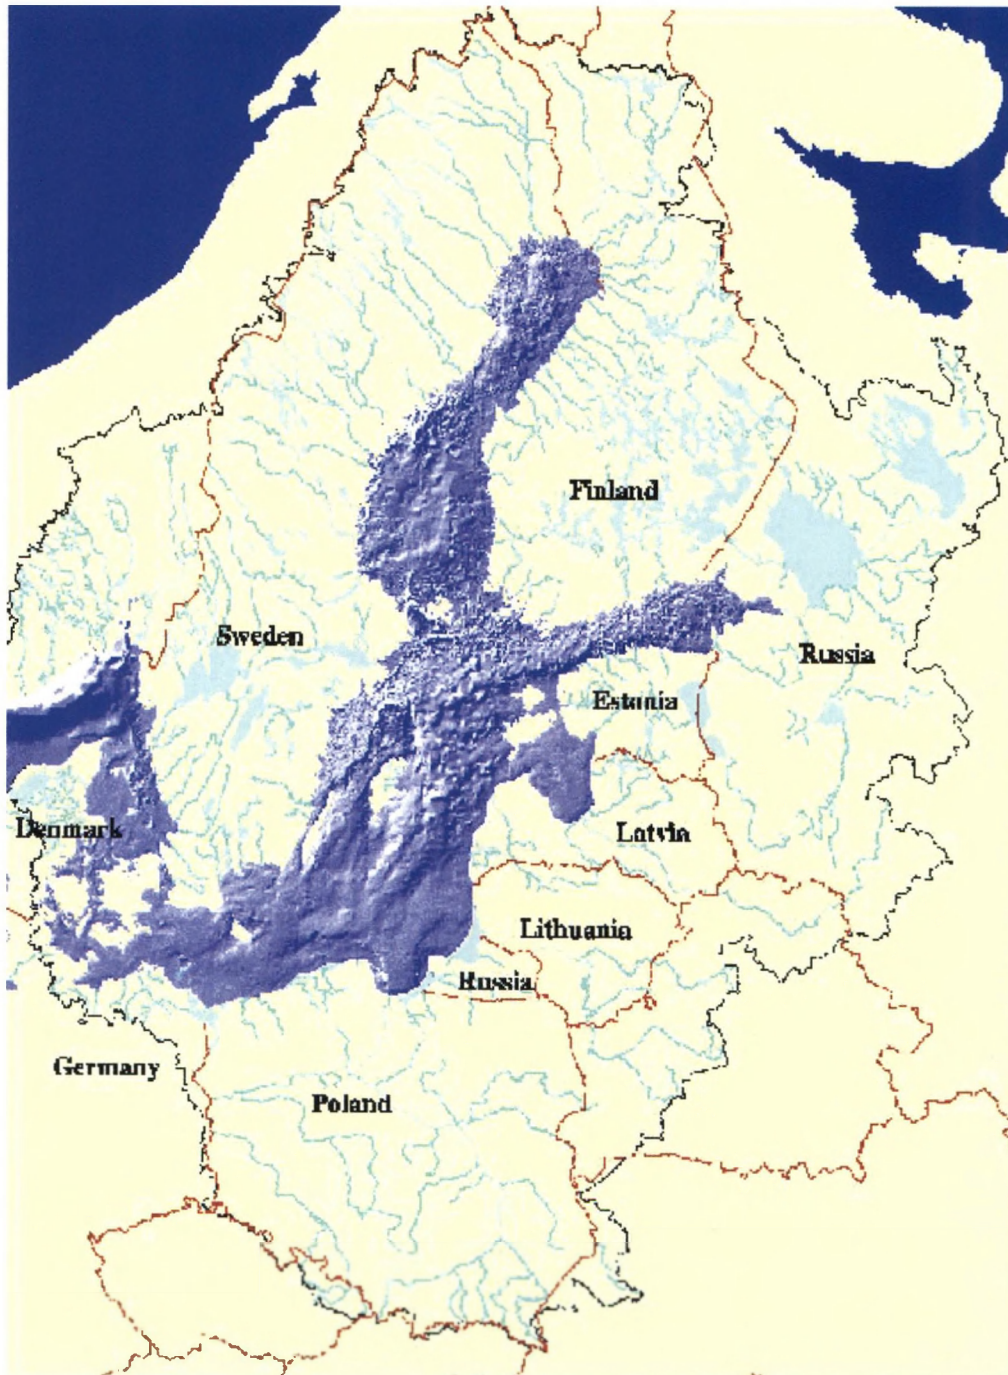 Finland
Sweden
Russia
Estonia
Denmark
Latvia
Lithuania
Russia
Germany
Poland